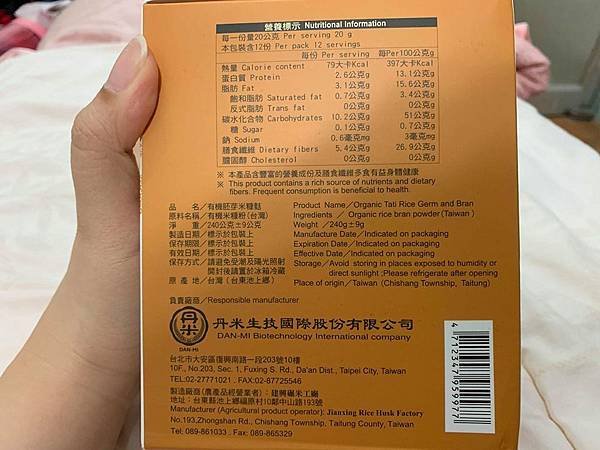 營養標示 Nutritional Information
每一份量20公克 Per serving 20 g
本包裝含12份 Per pack 12 servings
每份 Per Serving 每Per100公克g
熱量 Calorie content 79大卡Kcal 397大卡Kcal
蛋白質 Protein 2.6公克g 13.1公克g
脂肪 Fat 3.1公克g 15.6公克g
飽和脂肪 Saturated fat 0.7公克g 3.4公克g
反式脂肪 Trans fat 0公克g 0公克g
碳水化合物 Carbohydrates 10.2公克g 51公克g
糖 Sugar 0.1公克g 0.7公克g
鈉 Sodium 0.6毫克mg 3毫克mg
膳食纖維 Dietary fibers 5.4公克g 26.9公克g
膽固醇 Cholesterol 0公克g 0公克g
※ 本產品含豐富的營養成份及膳食纖維多食有益身體健康
※ This product contains a rich source of nutrients and dietary
fibers. Frequent consumption is beneficial to health.
品名/有機胚芽米糠麩 Product Name/Organic Tati Rice Germ and Bran
原料名稱/有機米糠粉(台灣) Ingredients / Organic rice bran powder(Taiwan)
淨重/240公克±9公克 Weight /240g±9g
製造日期/標示於包裝上 Manufacture Date/Indicated on packaging
保存期限/標示於包裝上 Expiration Date/Indicated on packaging
有效日期/標示於包裝上 Effective Date/Indicated on packaging
保存方式/請避免受潮及陽光照射 Storage/Avoid storing in places exposed to humidity or
開封後請置於冰箱冷藏 direct sunlight ;Please refrigerate after opening
原產地/台灣(台東池上鄉) Place of origin/Taiwan (Chishang Township, Taitung)
負責廠商/Responsible manufacturer
丹米
DAN-MI
丹米生技國際股份有限公司
DAN-MI Biotechnology International company
台北市大安區復興南路一段203號10樓
10F., No.203, Sec. 1, Fuxing S. Rd., Da'an Dist., Taipei City, Taiwan
TEL:02-27771021 . FAX:02-87725546
製造廠商(農產品經營業者): 建興碾米工廠
地址:台東縣池上鄉福原村10鄰中山路193號
Manufacturer (Agricultural product operator): Jianxing Rice Husk Factory
No.193,Zhongshan Rd., Chishang Township, Taitung County, Taiwan
Tel: 089-861033 . Fax: 089-865329
4712347959977